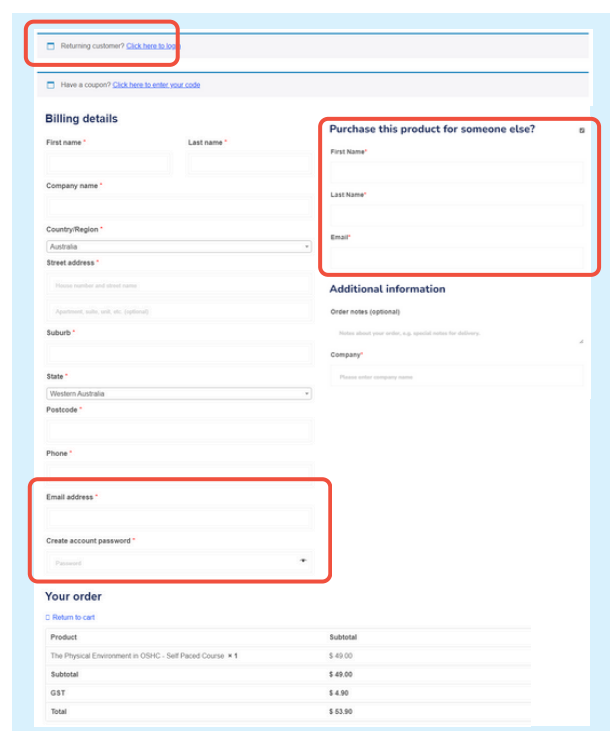 Returning customer? Click here to login
Have a coupon? Click here to enter your code
Billing details
First name *
Last name *
Company name *
Country/Region *
Australia
Street address *
House number and street name
Apartment, suite, unit, etc. (optional)
Suburb *
State *
Western Australia
Postcode *
Phone *
Email address *
Create account password *
Password
Purchase this product for someone else?
First Name*
Last Name*
Email*
Additional information
Order notes (optional)
Notes about your order, e.g. special notes for delivery.
Company*
Please enter company name
Your order
Return to cart
Product Subtotal
The Physical Environment in OSHC - Self Paced Course × 1 $ 49.00
Subtotal $ 49.00
GST $ 4.90
Total $ 53.90